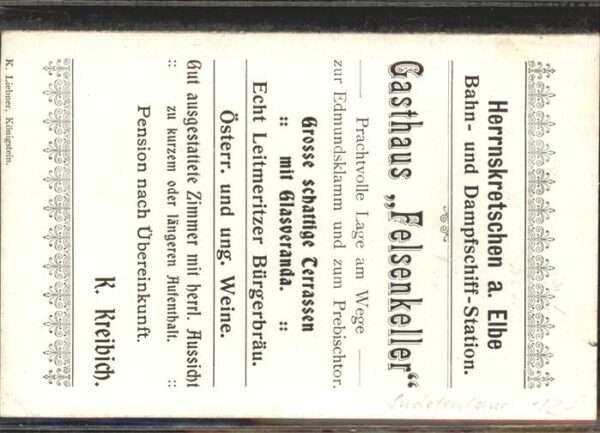 Herrnskretschen a. Elbe
Bahn- und Dampfschiff-Station.
Gasthaus „Felsenkeller“
Prachtvolle Lage am Wege
zur Edmundsklamm und zum Prebischtor.
Grosse schattige Terrassen
:: mit Glasveranda. ::
Echt Leitmeritzer Bürgerbräu.
Österr. und ung. Weine.
Gut ausgestattete Zimmer mit herrl. Aussicht
:: zu kurzem oder längeren Aufenthalt. ::
Pension nach Übereinkunft.
K. Kreibich.
K. Liebner, Königstein.